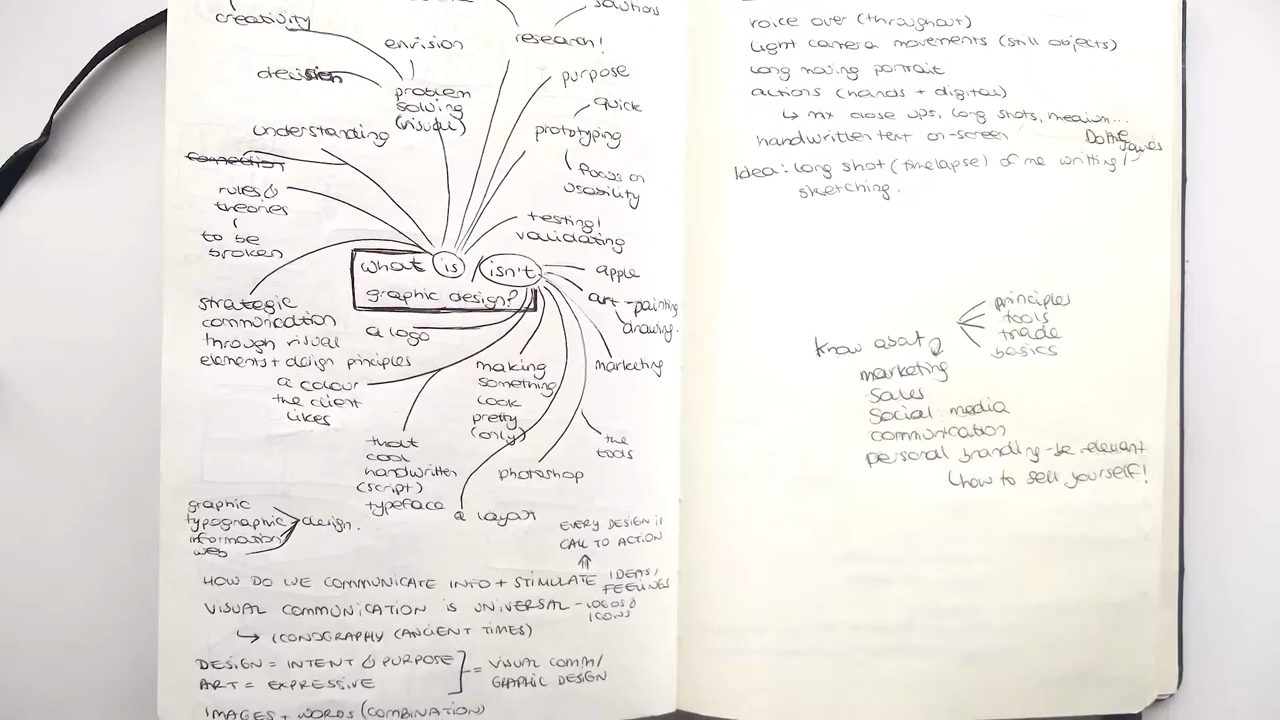 creativity
envision
research!
solutions
decision
problem
solving
(visual)
purpose
quick
prototyping
focus on
usability
understanding
connection
rules &
theories
to be
broken
testing/
validating
what is / isn't
graphic design?
apple
art - painting
drawing.
marketing
strategic
communication
through visual
elements + design principles
a logo
a colour
the client
likes
making
something
look
pretty
(only)
the
tools
that
cool
handwritten
(script)
typeface
photoshop
a layout
graphic
typographic
information
web
design.
EVERY DESIGN IS
CALL TO ACTION
HOW DO WE COMMUNICATE INFO + STIMULATE IDEAS/
FEELINGS
VISUAL COMMUNICATION IS UNIVERSAL - LOGOS &
ICONS
↳ ICONOGRAPHY (ANCIENT TIMES)
DESIGN = INTENT & PURPOSE
ART = EXPRESSIVE
= VISUAL COMM/
GRAPHIC DESIGN
IMAGES + WORDS (COMBINATION)
voice over (throughout)
light camera movements (still objects)
long moving portrait
actions (hands + digital)
↳ mix close ups, long shots, medium...
handwritten text on-screen
Idea: long shot (timelapse) of me writing/
sketching.
know about
principles
tools
trade
basics
marketing
sales
social media
communication
personal branding - be relevant
(how to sell yourself!